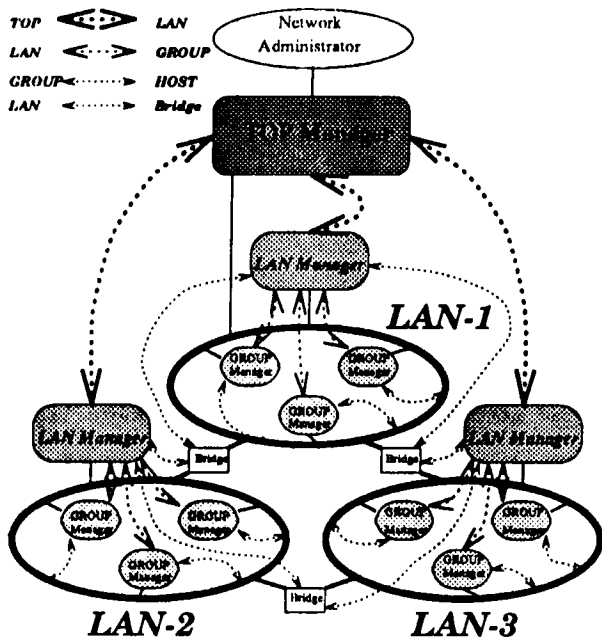 TOP LAN
LAN GROUP
GROUP HOST
LAN Bridge
Network
Administrator
TOP Manager
LAN Manager
LAN-1
GROUP
Manager
GROUP
Manager
GROUP
Manager
LAN Manager
LAN Manager
Bridge
Bridge
GROUP
Manager
GROUP
Manager
GROUP
Manager
GROUP
Manager
GROUP
Manager
GROUP
Manager
Bridge
LAN-2
LAN-3